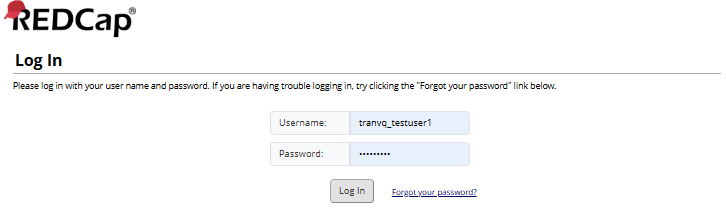 REDCap®
Log In
Please log in with your user name and password. If you are having trouble logging in, try clicking the "Forgot your password" link below.
Username: tranvq_testuser1
Password: •••••••••
Log In Forgot your password?